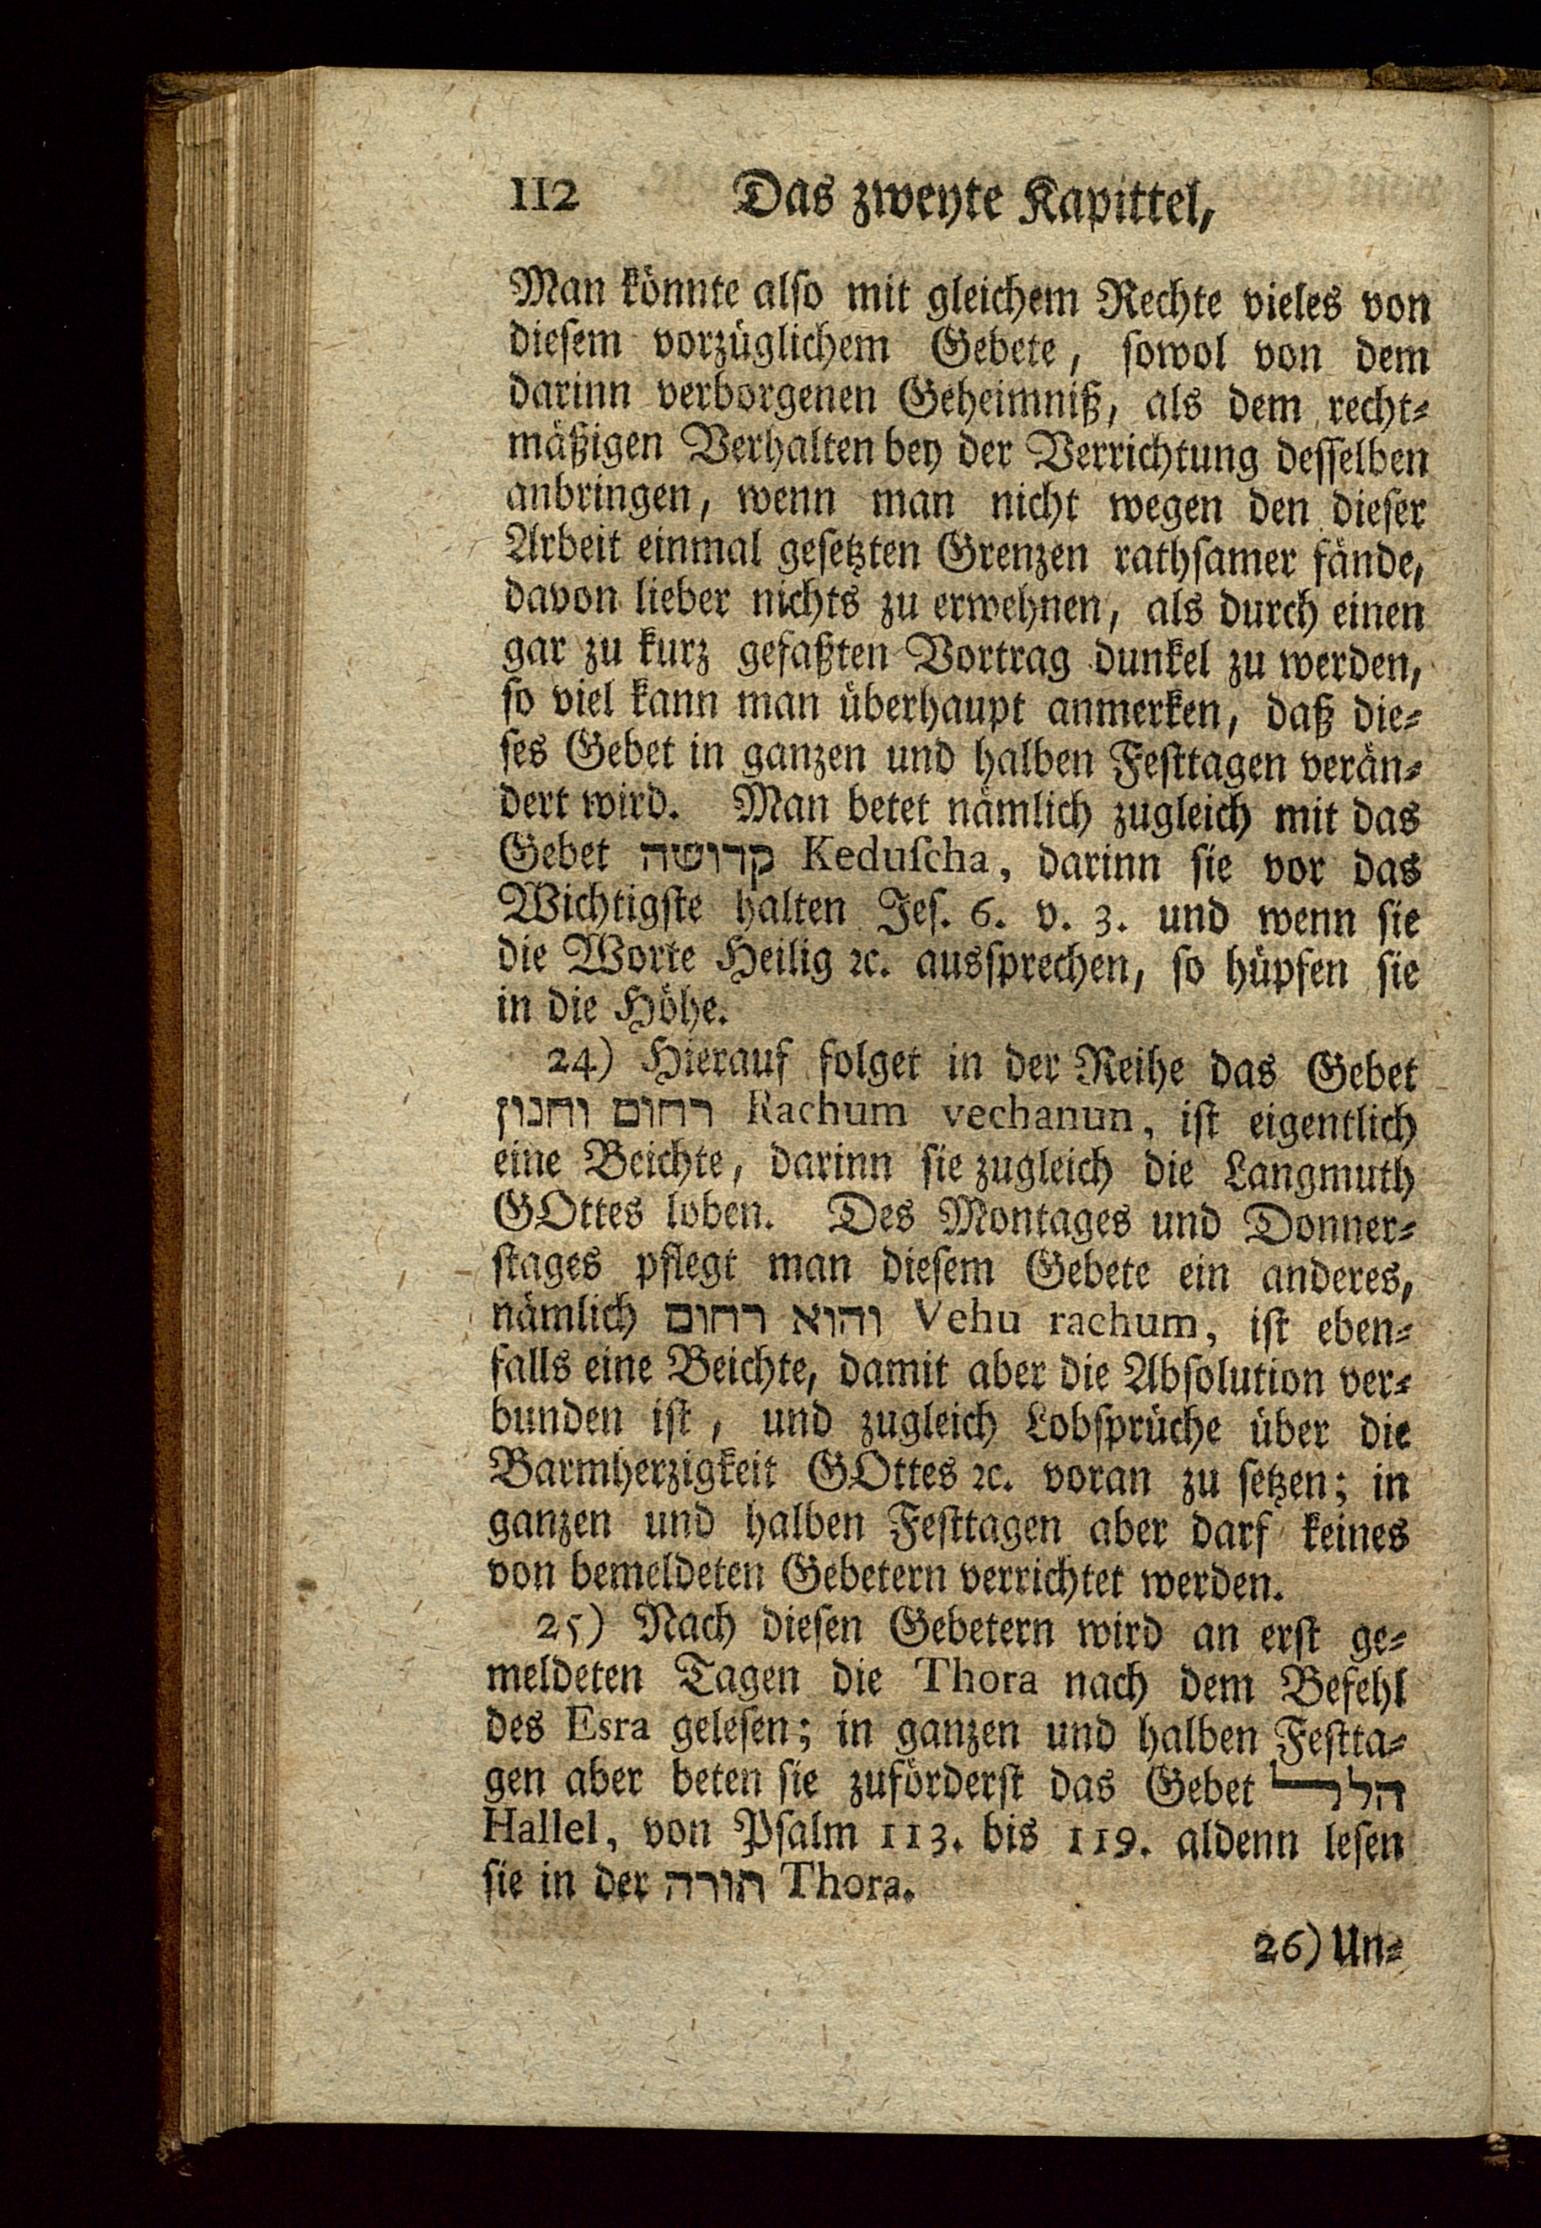 112 Das zweyte Kapittel,
Man könnte also mit gleichem Rechte vieles von
diesem vorzüglichem Gebete, sowol von dem
darinn verborgenen Geheimniß, als dem recht⸗
mäßigen Verhalten bey der Verrichtung desselben
anbringen, wenn man nicht wegen den dieser
Arbeit einmal gesetzten Grenzen rathsamer fände,
davon lieber nichts zu erwehnen, als durch einen
gar zu kurz gefaßten Vortrag dunkel zu werden,
so viel kann man überhaupt anmerken, daß die⸗
ses Gebet in ganzen und halben Festtagen verän⸗
dert wird. Man betet nämlich zugleich mit das
Gebet קדושה Keduscha, darinn sie vor das
Wichtigste halten Jes. 6. v. 3. und wenn sie
die Worte Heilig ꝛc. aussprechen, so hüpfen sie
in die Höhe.
24) Hierauf folget in der Reihe das Gebet
רחום וחנון Rachum vechanun, ist eigentlich
eine Beichte, darinn sie zugleich die Langmuth
GOttes loben. Des Montages und Donner⸗
stages pflegt man diesem Gebete ein anderes,
nämlich והוא רחום Vehu rachum, ist eben⸗
falls eine Beichte, damit aber die Absolution ver⸗
bunden ist, und zugleich Lobsprüche über die
Barmherzigkeit GOttes ꝛc. voran zu setzen; in
ganzen und halben Festtagen aber darf keines
von bemeldeten Gebetern verrichtet werden.
25) Nach diesen Gebetern wird an erst ge⸗
meldeten Tagen die Thora nach dem Befehl
des Esra gelesen; in ganzen und halben Festta⸗
gen aber beten sie zuförderst das Gebet הלל
Hallel, von Psalm 113. bis 119. aldenn lesen
sie in der תורה Thora.
26) Un⸗